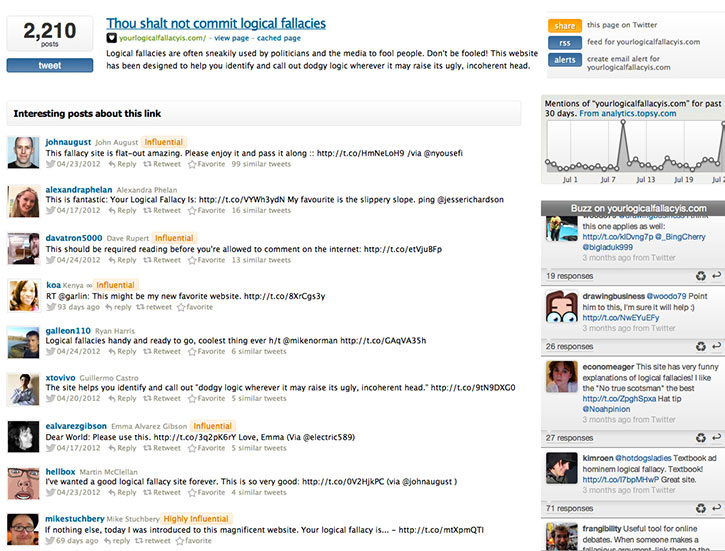 2,210
posts
tweet
Thou shalt not commit logical fallacies
yourlogicalfallacyis.com/ - view page - cached page
Logical fallacies are often sneakily used by politicians and the media to fool people. Don't be fooled! This website
has been designed to help you identify and call out dodgy logic wherever it may raise its ugly, incoherent head.
Interesting posts about this link
johnaugust John August Influential
This fallacy site is flat-out amazing. Please enjoy it and pass it along :: http://t.co/HmNeLoH9 /via @nyousefi
04/23/2012 Reply Retweet Favorite 99 similar tweets
alexandraphelan Alexandra Phelan
This is fantastic: Your Logical Fallacy Is: http://t.co/VYWh3ydN My favourite is the slippery slope. ping @jesserichardson
04/17/2012 Reply Retweet Favorite 16 similar tweets
davatron5000 Dave Rupert Influential
This should be required reading before you're allowed to comment on the internet: http://t.co/etVjuBFp
04/24/2012 Reply Retweet Favorite 13 similar tweets
koa Kenya ∞ Influential
RT @garlin: This might be my new favorite website. http://t.co/8XrCgs3y
93 days ago reply retweet favorite
galleon110 Ryan Harris
Logical fallacies handy and ready to go, coolest thing ever h/t @mikenorman http://t.co/GAqVA35h
04/24/2012 Reply Retweet Favorite 6 similar tweets
xtovivo Guillermo Castro
The site helps you identify and call out "dodgy logic wherever it may raise its ugly, incoherent head." http://t.co/9tN9DXG0
04/20/2012 Reply Retweet Favorite 5 similar tweets
ealvarezgibson Emma Alvarez Gibson Influential
Dear World: Please use this. http://t.co/3q2pK6rY Love, Emma (Via @electric589)
04/17/2012 Reply Retweet Favorite 5 similar tweets
hellbox Martin McClellan
I've wanted a good logical fallacy site forever. This is so very good: http://t.co/0V2HjkPC (via @johnaugust )
04/23/2012 Reply Retweet Favorite 4 similar tweets
mikestuchbery Mike Stuchbery Highly Influential
If nothing else, today I was introduced to this magnificent website. Your logical fallacy is... - http://t.co/mtXpmQTl
69 days ago reply retweet favorite
share this page on Twitter
rss feed for yourlogicalfallacyis.com
alerts create email alert for
yourlogicalfallacyis.com
Mentions of "yourlogicalfallacyis.com" for past
30 days. From analytics.topsy.com
Jul 1 Jul 7 Jul 13 Jul 19 Jul
Buzz on yourlogicalfallacyis.com
woodo79 @drawingbusiness I think
this one applies as well:
http://t.co/klDvng7p @_BingCherry
@bigladuk999
3 months ago from Twitter
19 responses
drawingbusiness @woodo79 Point
him to this, I'm sure it will help :)
http://t.co/NwEYuEFy
3 months ago from Twitter
26 responses
economeager This site has very funny
explanations of logical fallacies! I like
the "No true scotsman" the best
http://t.co/ZpghSpxa Hat tip
@Noahpinion
3 months ago from Twitter
27 responses
kimroen @hotdogsladies Textbook ad
hominem logical fallacy. Textbook!
http://t.co/I7bpMHwP Great site.
3 months ago from Twitter
71 responses
frangibility Useful tool for online
debates. When someone makes a
fallacious argument, link them to the